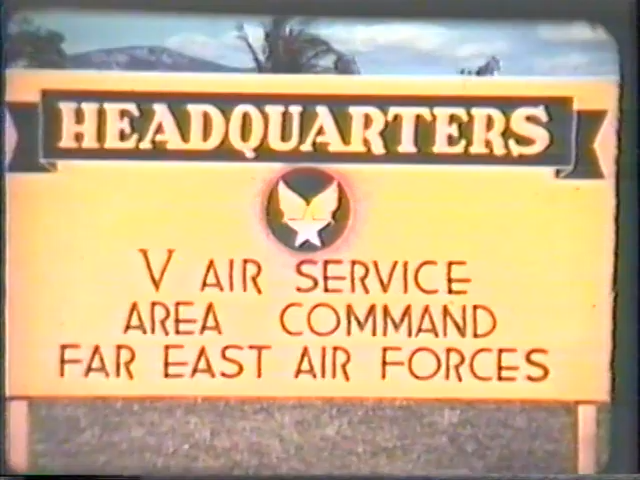 HEADQUARTERS
V AIR SERVICE
AREA COMMAND
FAR EAST AIR FORCES